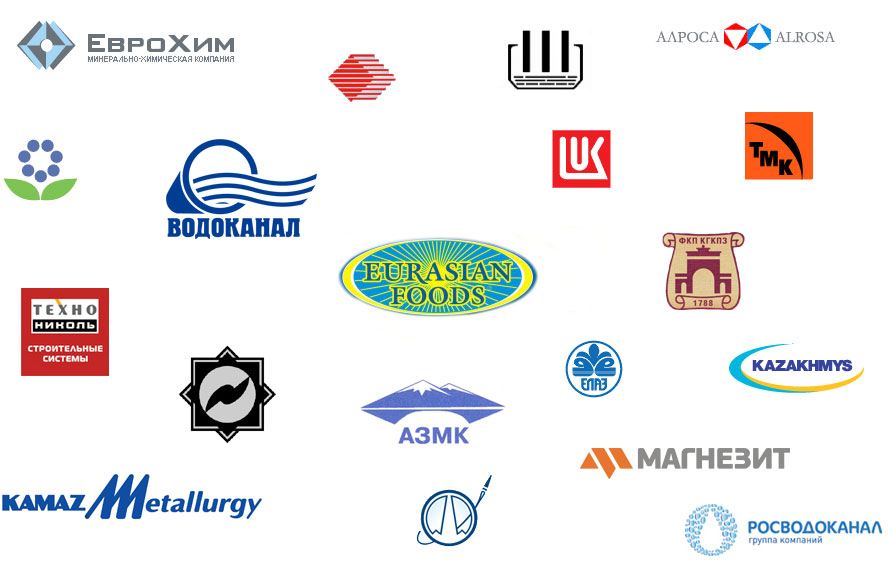 ЕвроХим
МИНЕРАЛЬНО-ХИМИЧЕСКАЯ КОМПАНИЯ
АЛРОСА ALROSA
LUK
ТМК
ВОДОКАНАЛ
ФКП КГКПЗ
1788
EURASIAN
FOODS
ТЕХНО
НИКОЛЬ
СТРОИТЕЛЬНЫЕ
СИСТЕМЫ
ЕЛАЗ
KAZAKHMYS
АЗМК
МАГНЕЗИТ
KAMAZ Metallurgy
РОСВОДОКАНАЛ
группа компаний